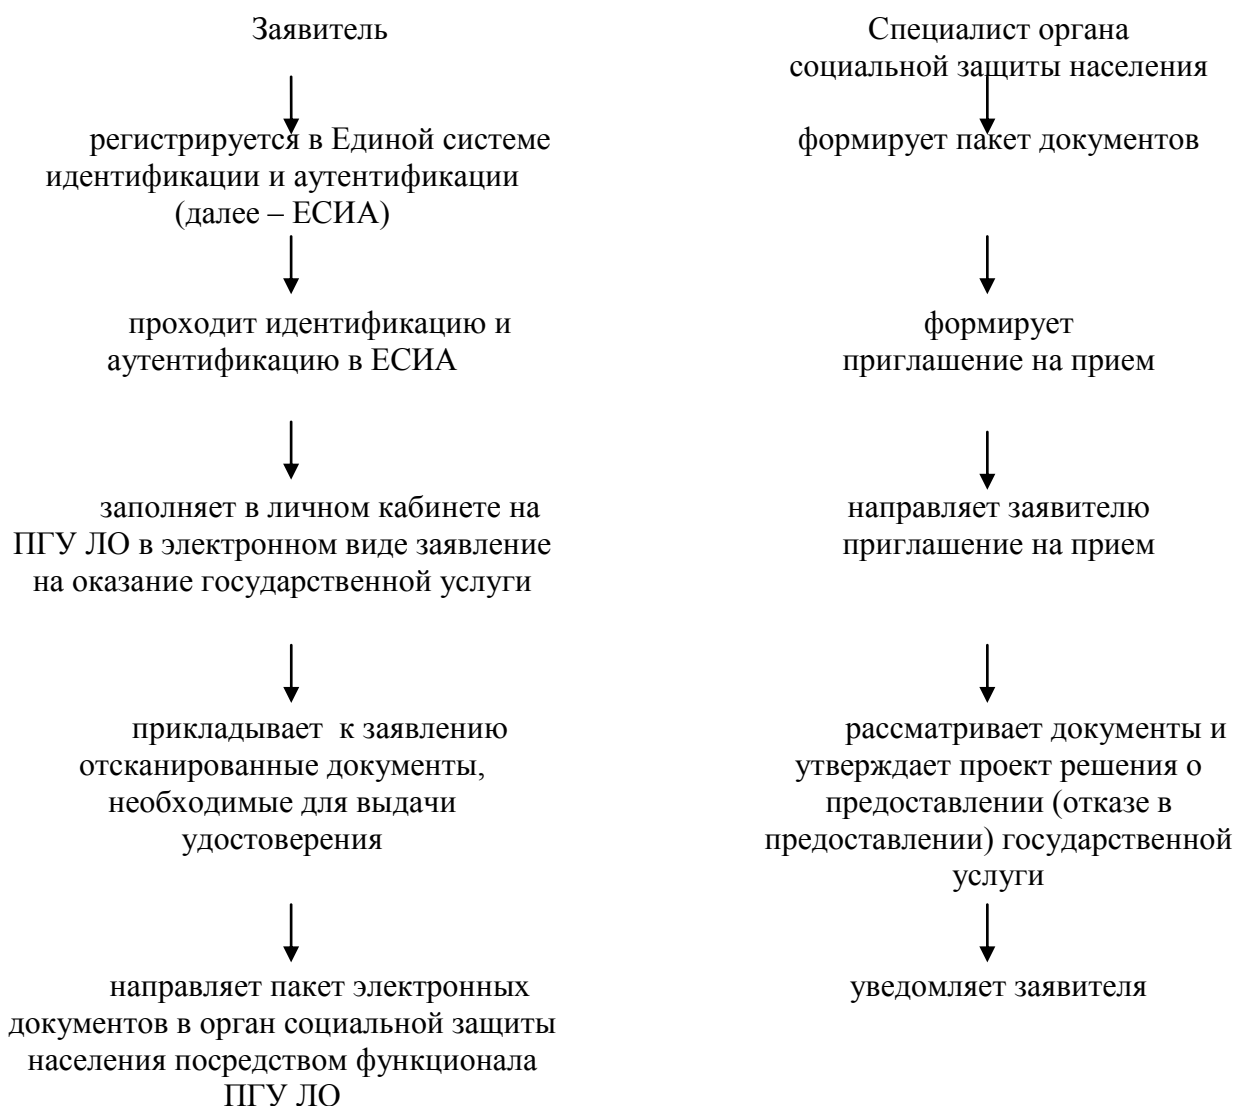 Заявитель
регистрируется в Единой системе
идентификации и аутентификации
(далее – ЕСИА)
проходит идентификацию и
аутентификацию в ЕСИА
заполняет в личном кабинете на
ПГУ ЛО в электронном виде заявление
на оказание государственной услуги
прикладывает к заявлению
отсканированные документы,
необходимые для выдачи
удостоверения
направляет пакет электронных
документов в орган социальной защиты
населения посредством функционала
ПГУ ЛО
Специалист органа
социальной защиты населения
формирует пакет документов
формирует
приглашение на прием
направляет заявителю
приглашение на прием
рассматривает документы и
утверждает проект решения о
предоставлении (отказе в
предоставлении) государственной
услуги
уведомляет заявителя